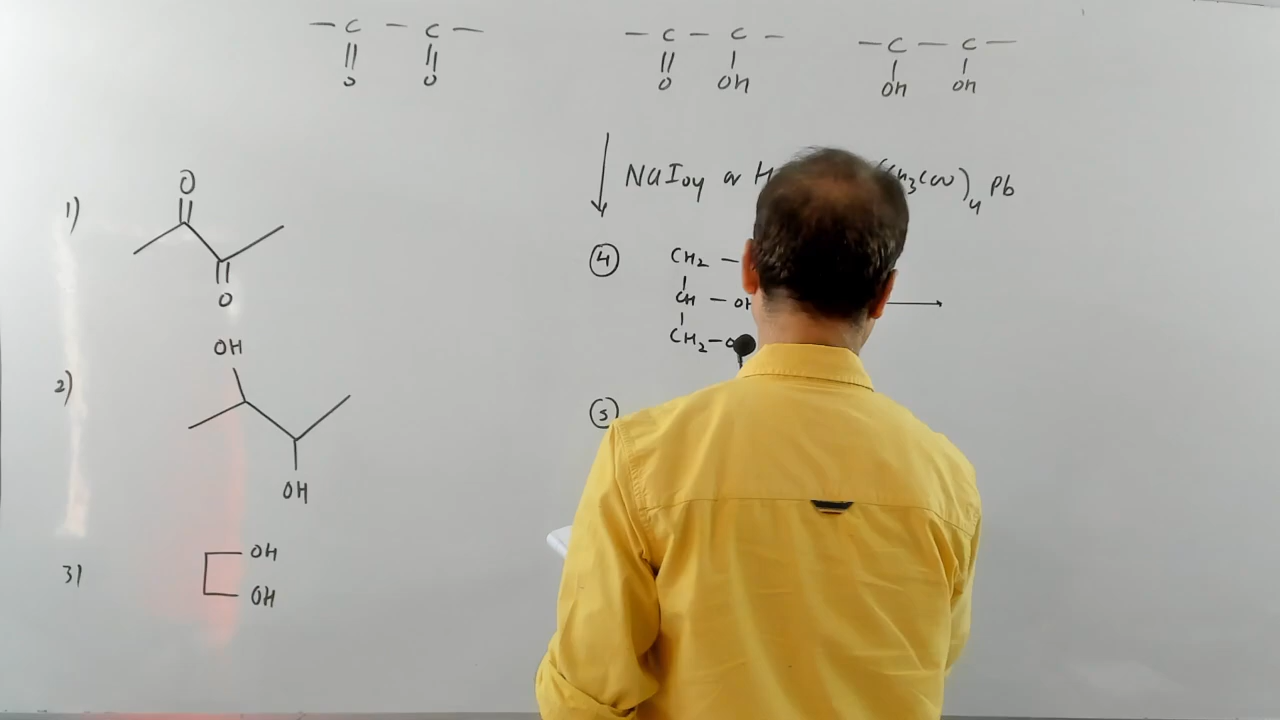 — C — C —
O O
— C — C —
O OH
— C — C —
OH OH
NaIO4 or H
(CH3COO)4 Pb
1)
O
O
2)
OH
OH
3)
OH
OH
4
CH2 —
CH — OH
CH2 — O
5